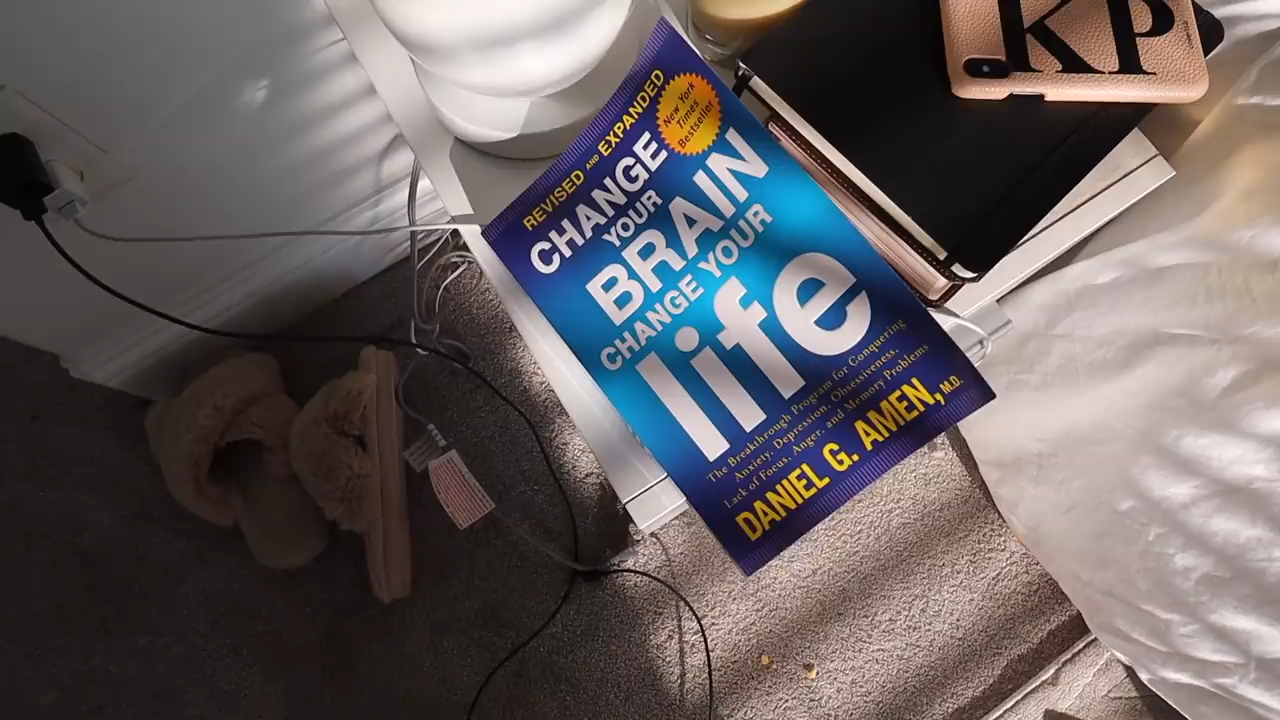 KP
REVISED AND EXPANDED
New York
Times
Bestseller
CHANGE
YOUR
BRAIN
CHANGE YOUR
life
The Breakthrough Program for Conquering
Anxiety, Depression, Obsessiveness,
Lack of Focus, Anger, and Memory Problems
DANIEL G. AMEN, M.D.